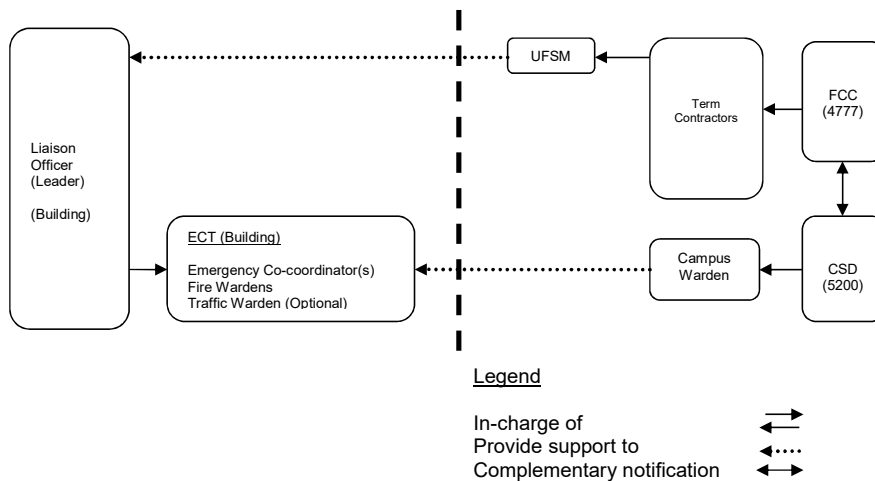 UFSM
Term
Contractors
FCC
(4777)
Liaison
Officer
(Leader)
(Building)
ECT (Building)
Emergency Co-coordinator(s)
Fire Wardens
Traffic Warden (Optional)
Campus
Warden
CSD
(5200)
Legend
In-charge of
Provide support to
Complementary notification